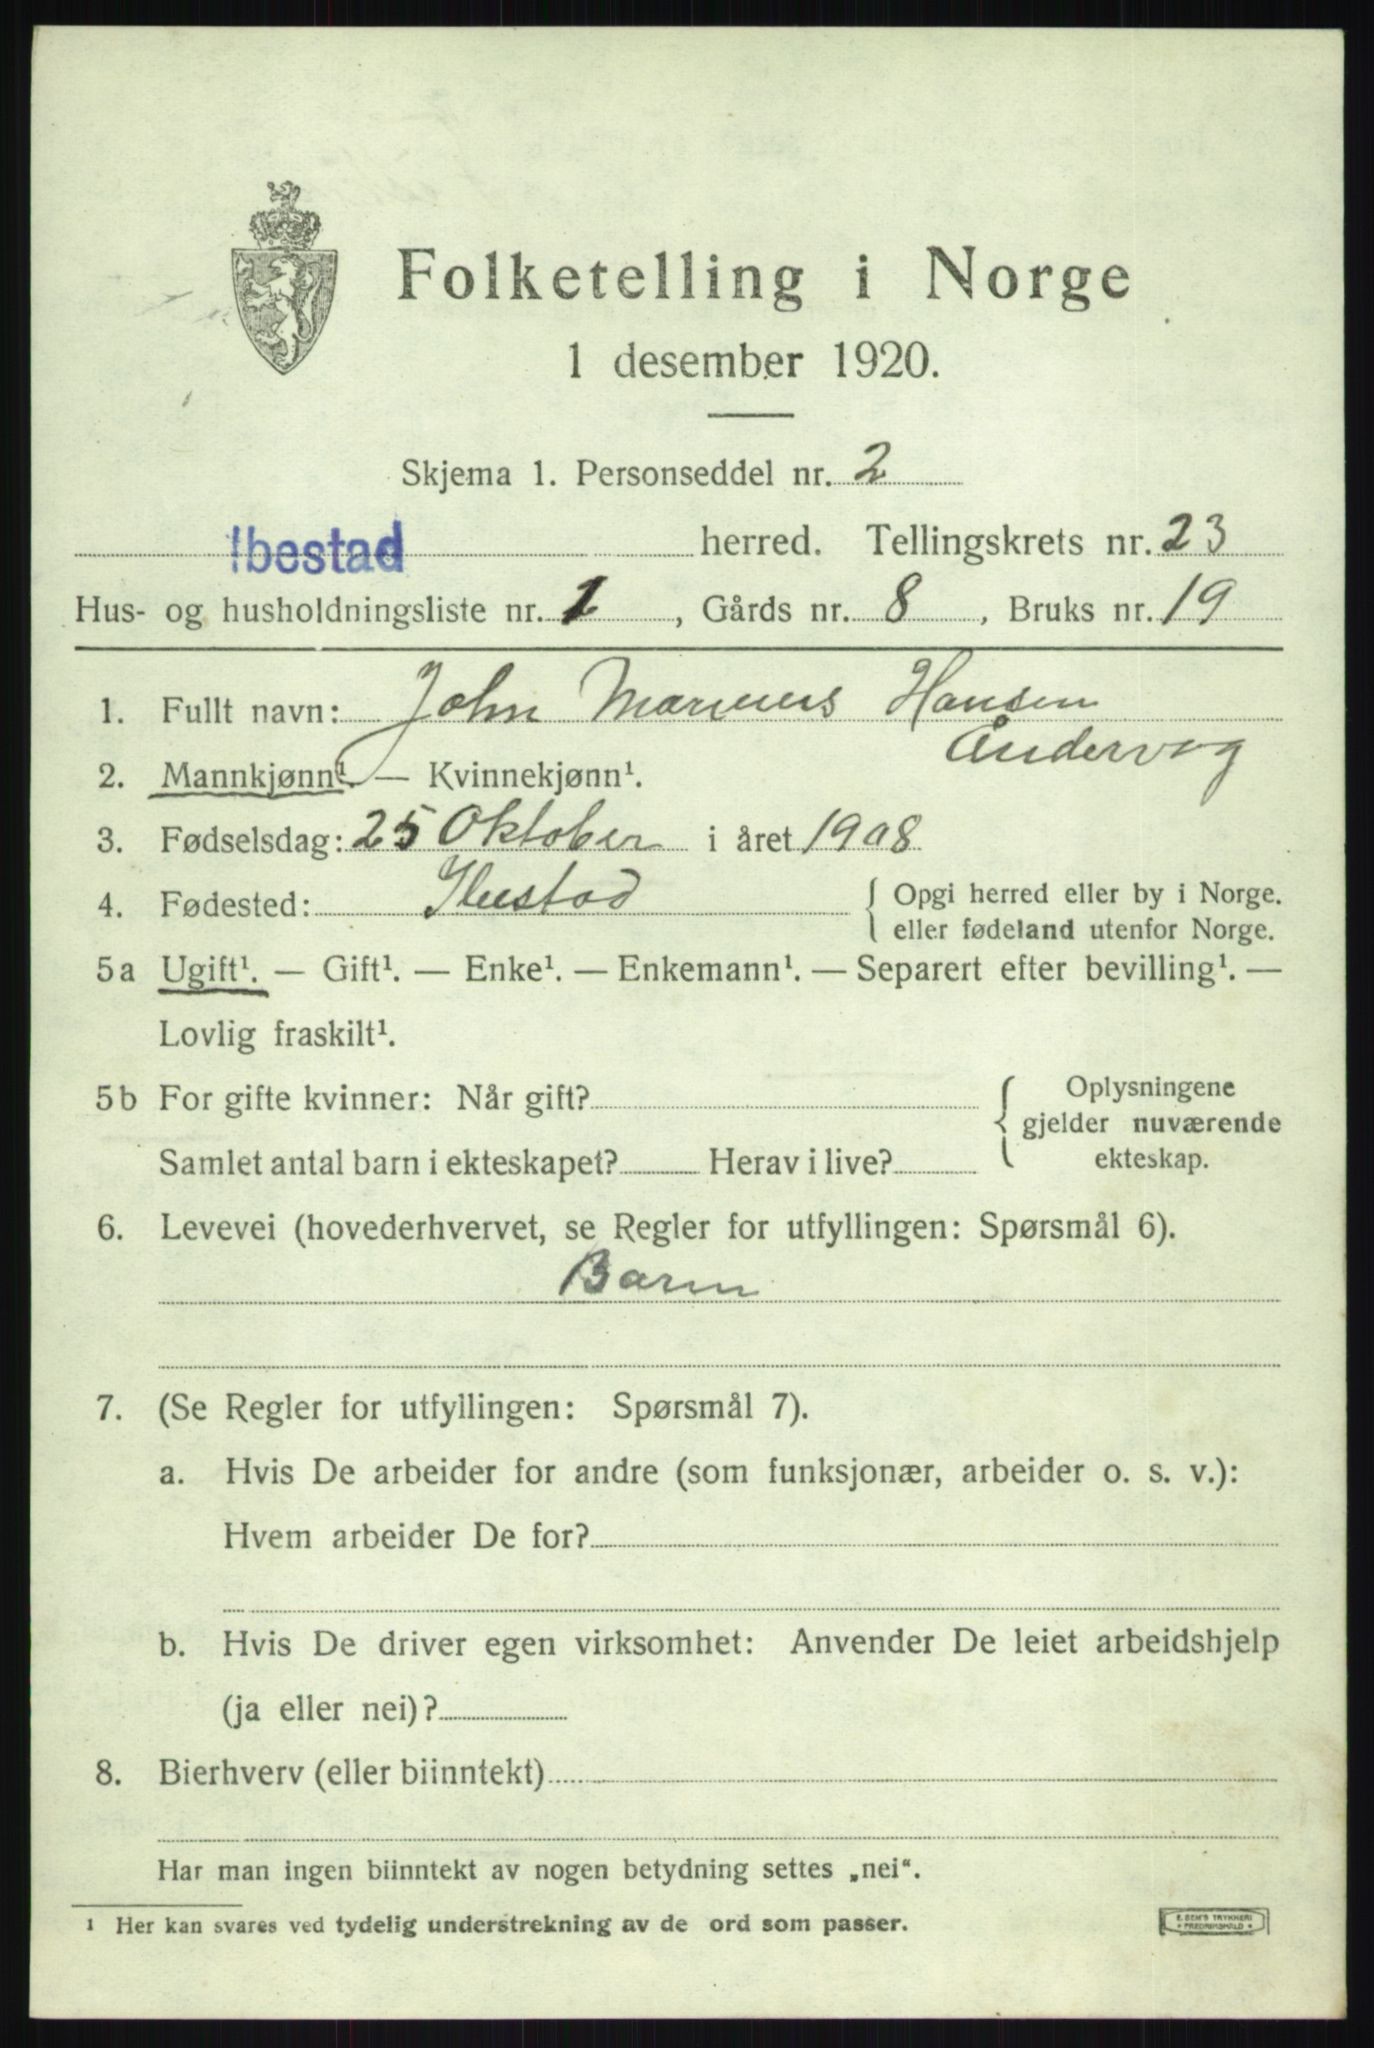 Folketelling i Norge
1 desember 1920.
Skjema 1. Personseddel nr. 2
Ibestad herred. Tellingskrets nr. 23
Hus- og husholdningsliste nr. 1, Gårds nr. 8, Bruks nr. 19
1. Fullt navn: John Marinus Hansen
Åndervåg
2. Mannkjønn¹. — Kvinnekjønn¹.
3. Fødselsdag: 25 Oktober i året 1908
4. Fødested: Ibestad { Opgi herred eller by i Norge.
eller fødeland utenfor Norge.
5a Ugift¹. — Gift¹. — Enke¹. — Enkemann¹. — Separert efter bevilling¹. —
Lovlig fraskilt¹.
5b For gifte kvinner: Når gift? { Oplysningene
gjelder nuværende
Samlet antal barn i ekteskapet? Herav i live? ekteskap.
6. Levevei (hovederhvervet, se Regler for utfyllingen: Spørsmål 6).
Barn
7. (Se Regler for utfyllingen: Spørsmål 7).
a. Hvis De arbeider for andre (som funksjonær, arbeider o. s. v.):
Hvem arbeider De for?
b. Hvis De driver egen virksomhet: Anvender De leiet arbeidshjelp
(ja eller nei)?
8. Bierhverv (eller biinntekt)
Har man ingen biinntekt av nogen betydning settes „nei“.
¹ Her kan svares ved tydelig understrekning av de ord som passer.
E. SEM'S TRYKKERI
FREDRIKSHALD